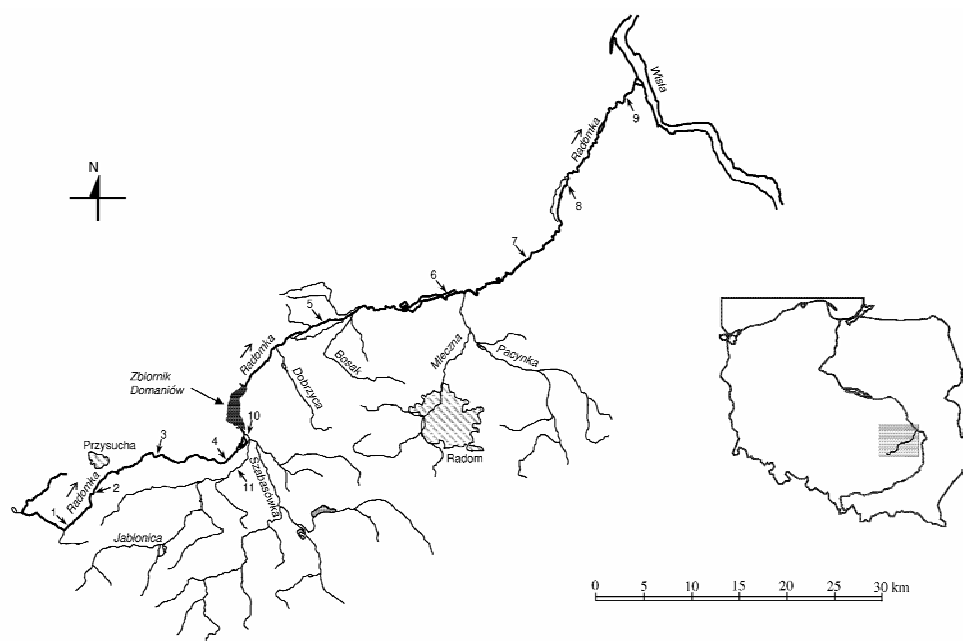 Wisła
9
Radomka
N
8
7
6
5
Radomka
Bosak
Mleczna
Pacynka
Dobrzyca
Zbiornik
Domaniów
10
Przysucha
3
4
Radom
Radomka
2
1
11
Szabasówka
Jabłonica
0 5 10 15 20 25 30 km